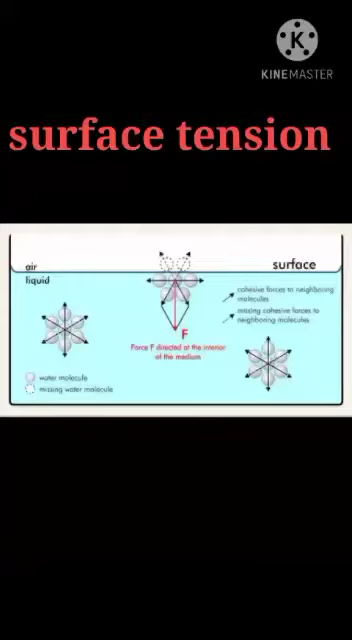 K
KINEMASTER
surface tension
air
surface
liquid
cohesive forces to neighboring
molecules
missing cohesive forces to
neighboring molecules
F
Force F directed at the interior
of the medium
water molecule
missing water molecule